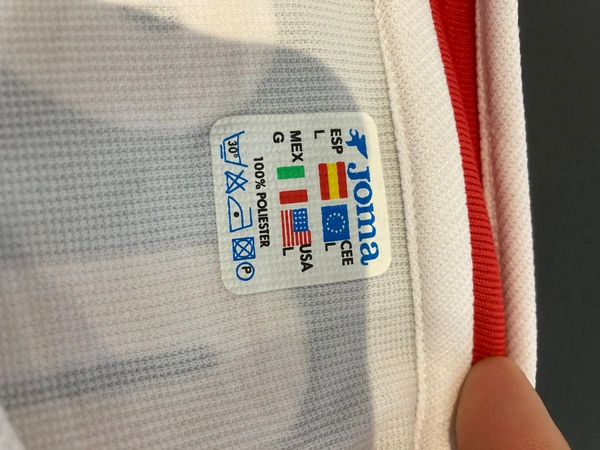 Joma
ESP CEE
L L
MEX USA
G L
100% POLIESTER
30°
P